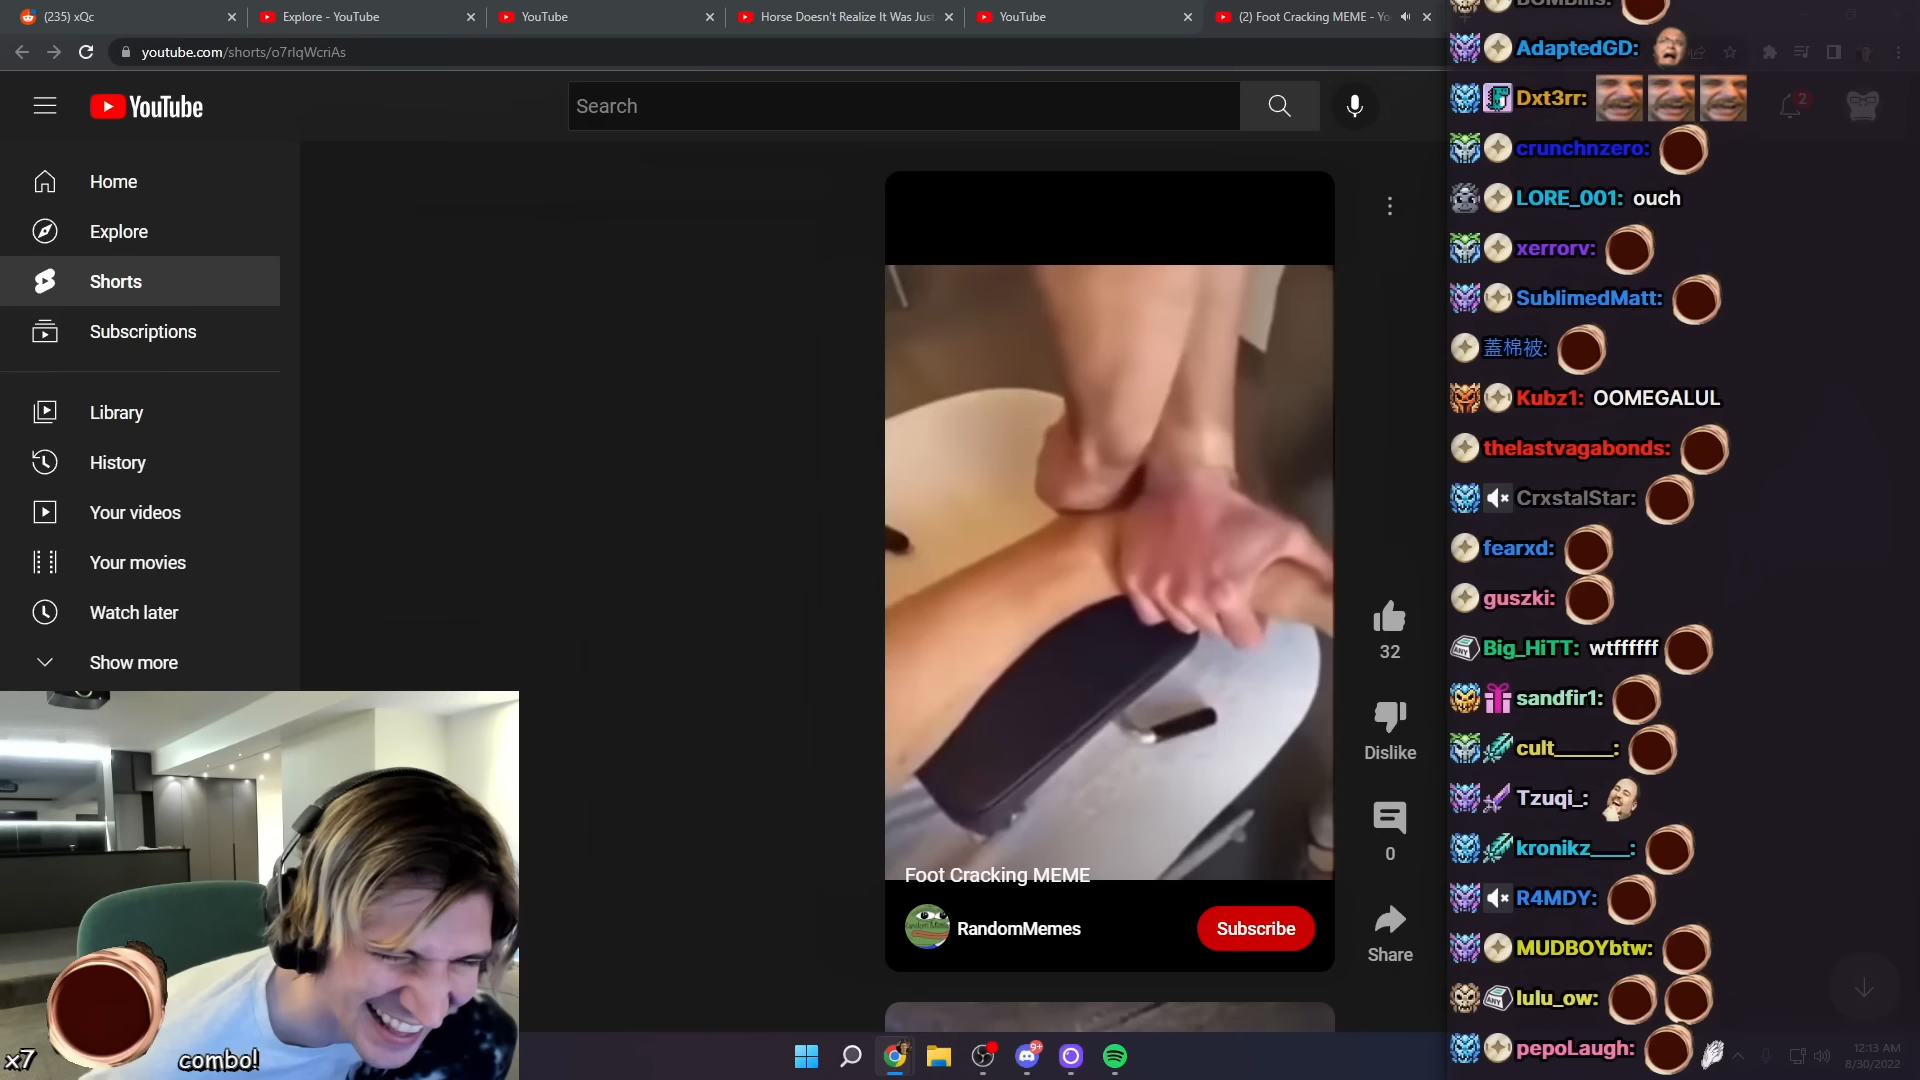 (235) xQc
Explore - YouTube
YouTube
Horse Doesn't Realize It Was Just
YouTube
(2) Foot Cracking MEME - Yo
youtube.com/shorts/o7rlqWcriAs
YouTube
Search
2
Home
Explore
Shorts
Subscriptions
Library
History
Your videos
Your movies
Watch later
Show more
32
Dislike
0
Share
Foot Cracking MEME
RandomMemes
Subscribe
AdaptedGD:
Dxt3rr:
crunchnzero:
LORE_001: ouch
xerrorv:
SublimedMatt:
蓋棉被:
Kubz1: OOMEGALUL
thelastvagabonds:
CrxstalStar:
fearxd:
guszki:
Big_HiTT: wtffffff
sandfir1:
Tzuqi_:
R4MDY:
MUDBOYbtw:
lulu_ow:
pepoLaugh:
x7
combo!
9+
12:13 AM
8/30/2022